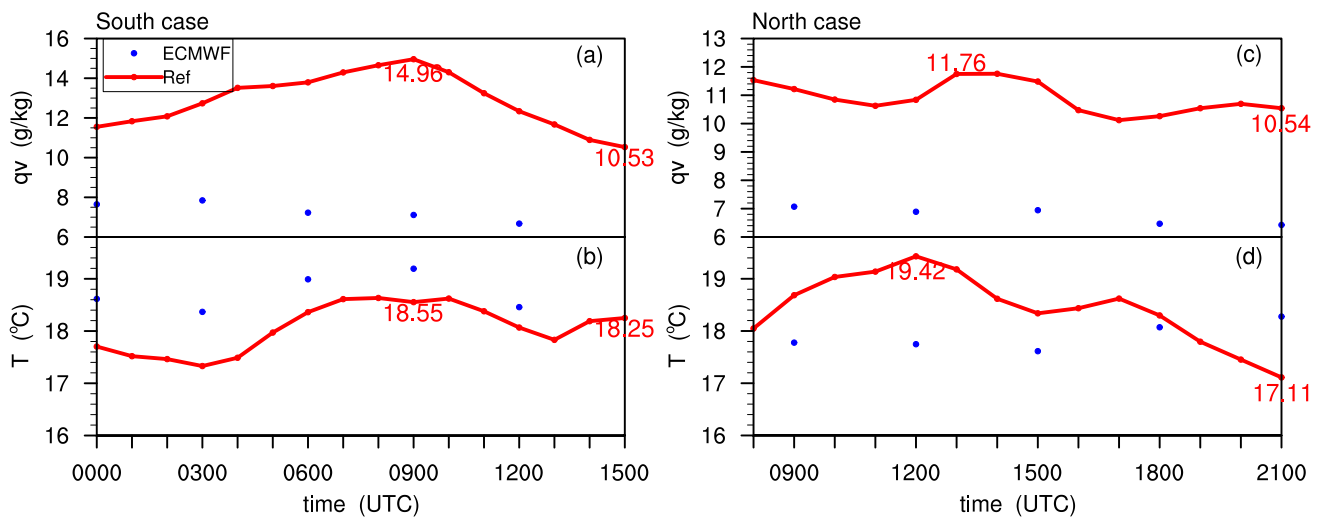 South case
North case
16
14
12
10
8
6
qv (g/kg)
ECMWF
Ref
(a)
14.96
10.53
13
12
11
10
9
8
7
6
qv (g/kg)
(c)
11.76
10.54
19
18
17
16
T (°C)
(b)
18.55
18.25
0000 0300 0600 0900 1200 1500
time (UTC)
19
18
17
16
T (°C)
(d)
19.42
17.11
0900 1200 1500 1800 2100
time (UTC)